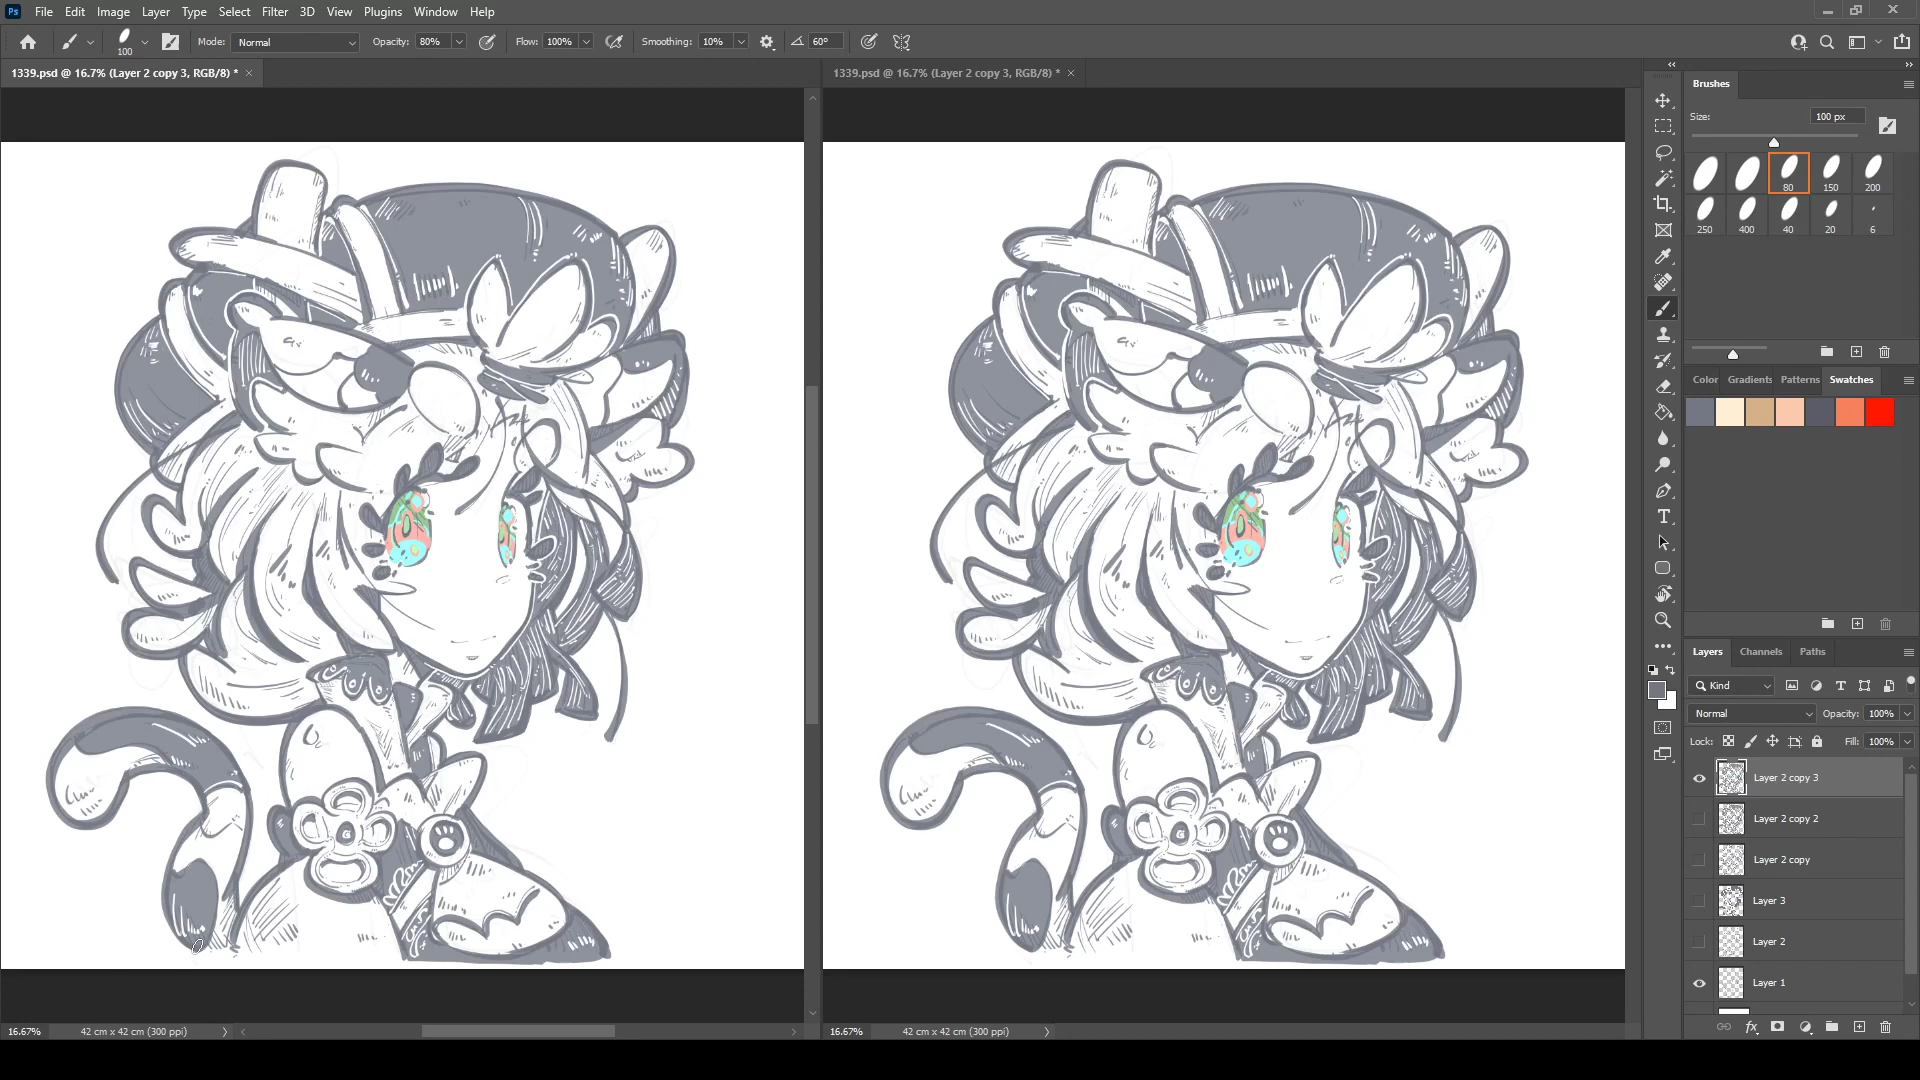 Ps File Edit Image Layer Type Select Filter 3D View Plugins Window Help
100 Mode: Normal Opacity: 80% Flow: 100% Smoothing: 10% 60°
1339.psd @ 16.7% (Layer 2 copy 3, RGB/8) * ×
1339.psd @ 16.7% (Layer 2 copy 3, RGB/8) * ×
Brushes
Size: 100 px
80 150 200
250 400 40 20 6
Color Gradients Patterns Swatches
Layers Channels Paths
Kind
Normal Opacity: 100%
Lock: Fill: 100%
Layer 2 copy 3
Layer 2 copy 2
Layer 2 copy
Layer 3
Layer 2
Layer 1
fx
16.67% 42 cm x 42 cm (300 ppi)
16.67% 42 cm x 42 cm (300 ppi)